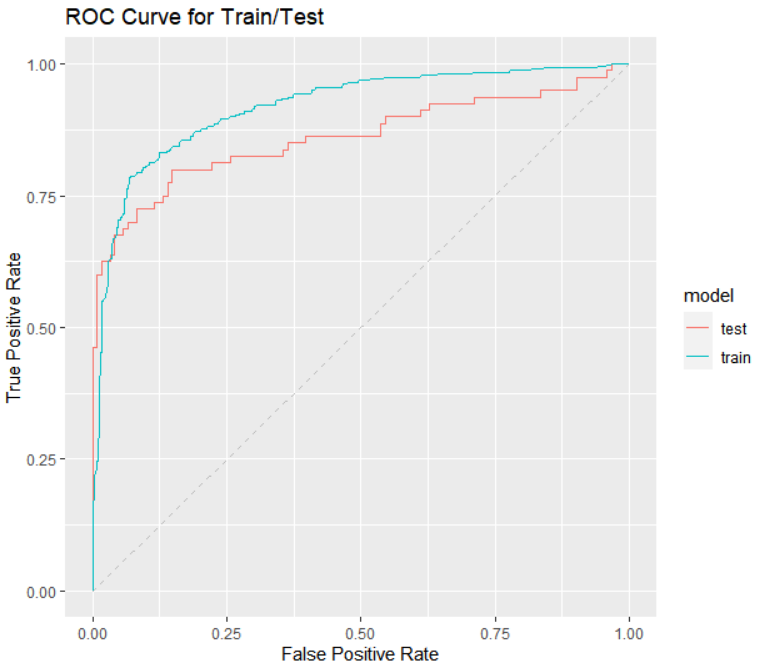 ROC Curve for Train/Test
1.00
0.75
0.50
0.25
0.00
True Positive Rate
0.00 0.25 0.50 0.75 1.00
False Positive Rate
model
test
train